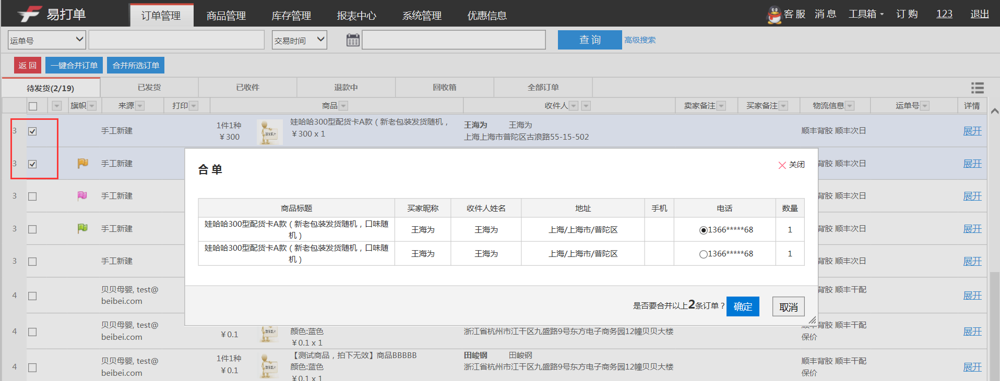 易打单 订单管理 商品管理 库存管理 报表中心 系统管理 优惠信息 客 服 消 息 工具箱 订 购 123 退出
运单号 交易时间 查 询 高级搜索
返 回 一键合并订单 合并所选订单
待发货(2/19) 已发货 已收件 退款中 回收箱 全部订单
旗帜 来源 打印 商品 收件人 卖家备注 买家备注 物流信息 运单号 详情
3 手工新建 1件1种 娃哈哈300型配货卡A款（新老包装发货随机， 王海为 王海为 顺丰背胶 顺丰次日 展开
￥300 ￥300 x 1 上海上海市普陀区古浪路55-15-502
3 手工新建 背胶 顺丰次日 展开
合 单 关闭
3 手工新建 背胶 顺丰次日 展开
商品标题 买家昵称 收件人姓名 地址 手机 电话 数量
娃哈哈300型配货卡A款（新老包装发货随机，口味随
机） 王海为 王海为 上海/上海市/普陀区 1366*****68 1
3 手工新建 背胶 顺丰次日 展开
娃哈哈300型配货卡A款（新老包装发货随机，口味随
机） 王海为 王海为 上海/上海市/普陀区 1366*****68 1
3 手工新建 背胶 顺丰次日 展开
4 贝贝母婴, test@ 背胶 顺丰干配 展开
beibei.com
是否要合并以上2条订单？ 确定 取消
4 贝贝母婴, test@ 顺丰背胶 顺丰干配 展开
beibei.com ￥0.1 颜色:蓝色 浙江省杭州市江干区九盛路9号东方电子商务园12幢贝贝大楼 保价
￥0.1 x 1
4 贝贝母婴, test@ 1件1种 【测试商品，拍下无效】商品BBBBB 田峻钢 田峻钢 顺丰背胶 顺丰干配 展开
beibei.com ￥0.1 颜色:蓝色 浙江省杭州市江干区九盛路9号东方电子商务园12幢贝贝大楼 保价
￥0.1 x 1